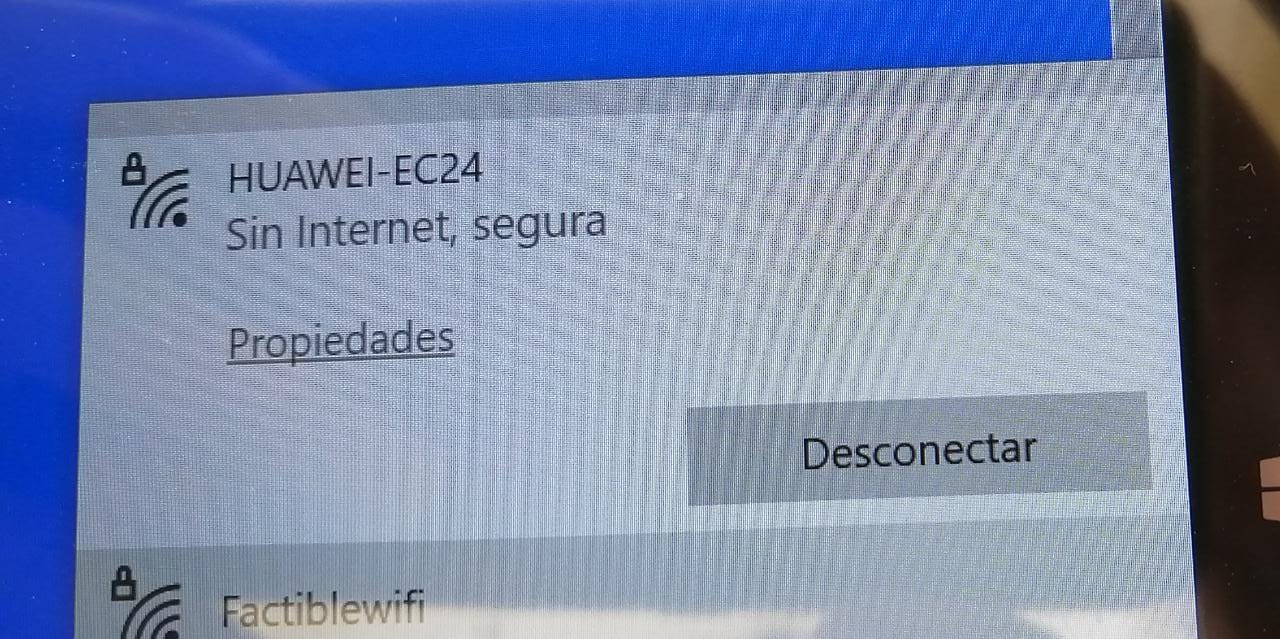 HUAWEI-EC24
Sin Internet, segura
Propiedades
Desconectar
Factiblewifi